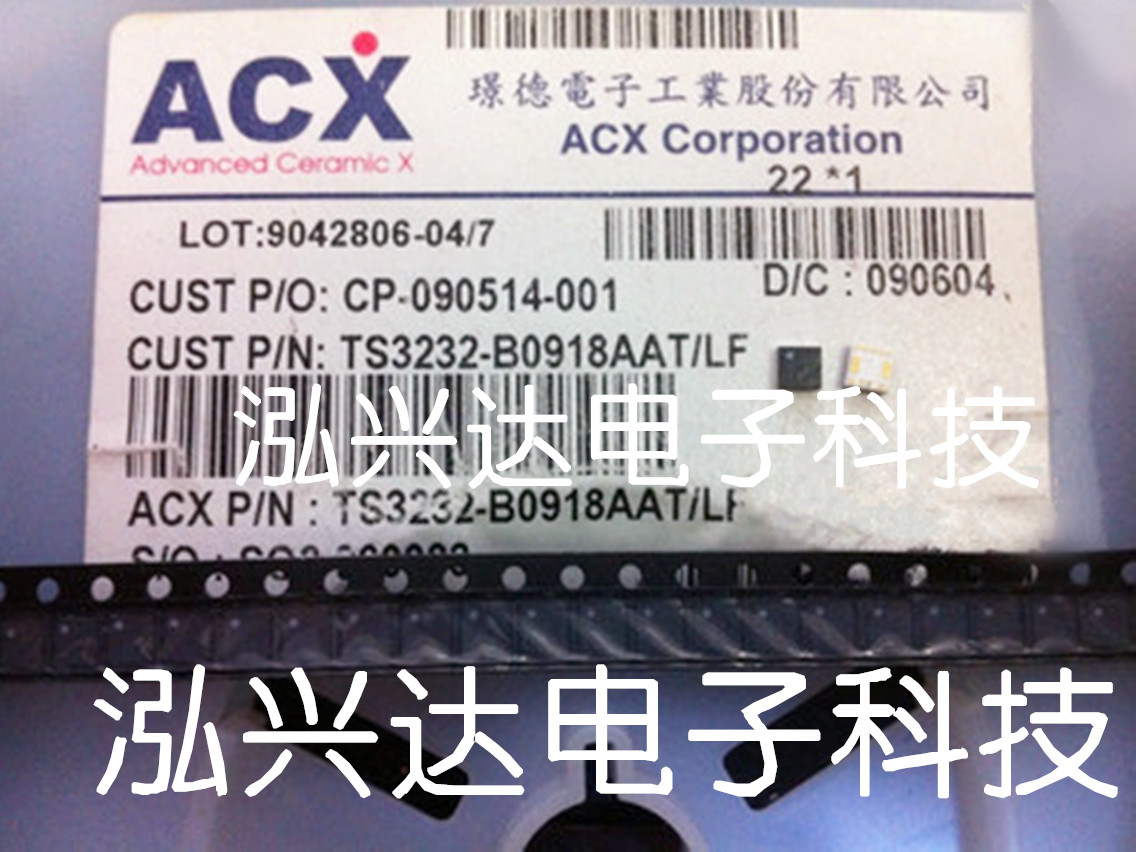 ACX
Advanced Ceramic X
璟德電子工業股份有限公司
ACX Corporation
22 *1
LOT:9042806-04/7
D/C : 090604
CUST P/O: CP-090514-001
CUST P/N: TS3232-B0918AAT/LF
泓兴达电子科技
ACX P/N : TS3232-B0918AAT/LF
泓兴达电子科技